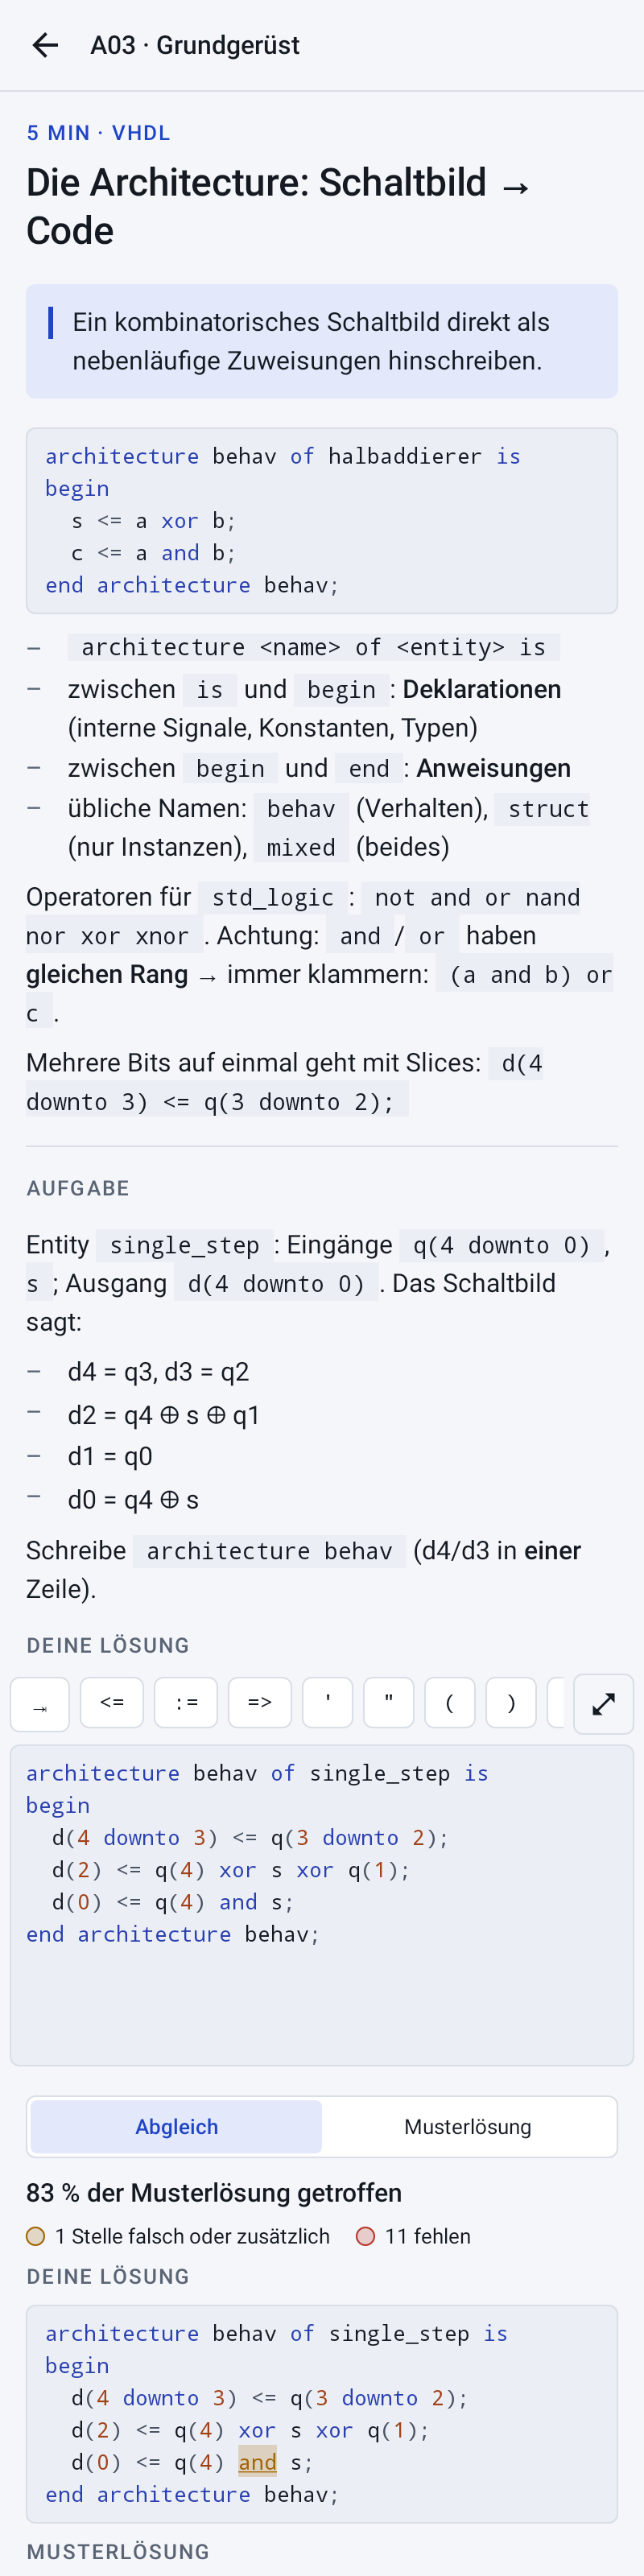 ← A03 · Grundgerüst
5 MIN · VHDL
Die Architecture: Schaltbild →
Code
Ein kombinatorisches Schaltbild direkt als
nebenläufige Zuweisungen hinschreiben.
architecture behav of halbaddierer is
begin
  s <= a xor b;
  c <= a and b;
end architecture behav;
– architecture <name> of <entity> is
– zwischen is und begin : Deklarationen
(interne Signale, Konstanten, Typen)
– zwischen begin und end : Anweisungen
– übliche Namen: behav (Verhalten), struct
(nur Instanzen), mixed (beides)
Operatoren für std_logic : not and or nand
nor xor xnor . Achtung: and / or haben
gleichen Rang → immer klammern: (a and b) or
c .
Mehrere Bits auf einmal geht mit Slices: d(4
downto 3) <= q(3 downto 2);
AUFGABE
Entity single_step : Eingänge q(4 downto 0) ,
s ; Ausgang d(4 downto 0) . Das Schaltbild
sagt:
– d4 = q3, d3 = q2
– d2 = q4 ⊕ s ⊕ q1
– d1 = q0
– d0 = q4 ⊕ s
Schreibe architecture behav (d4/d3 in einer
Zeile).
DEINE LÖSUNG
→ <= := => ' " ( )
architecture behav of single_step is
begin
  d(4 downto 3) <= q(3 downto 2);
  d(2) <= q(4) xor s xor q(1);
  d(0) <= q(4) and s;
end architecture behav;
Abgleich Musterlösung
83 % der Musterlösung getroffen
1 Stelle falsch oder zusätzlich 11 fehlen
DEINE LÖSUNG
architecture behav of single_step is
begin
  d(4 downto 3) <= q(3 downto 2);
  d(2) <= q(4) xor s xor q(1);
  d(0) <= q(4) and s;
end architecture behav;
MUSTERLÖSUNG